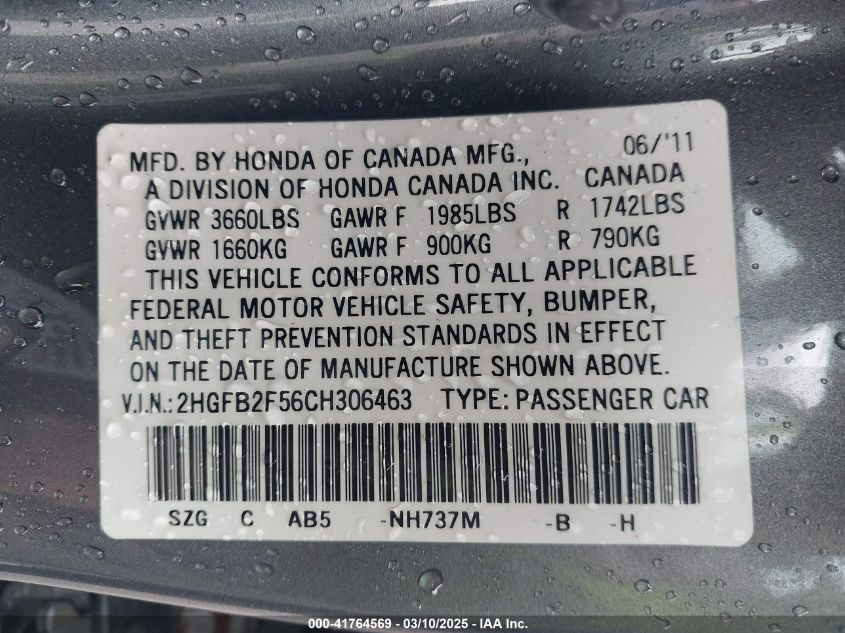 06/'11
MFD. BY HONDA OF CANADA MFG.,
A DIVISION OF HONDA CANADA INC. CANADA
GVWR 3660LBS GAWR F 1985LBS R 1742LBS
GVWR 1660KG GAWR F 900KG R 790KG
THIS VEHICLE CONFORMS TO ALL APPLICABLE
FEDERAL MOTOR VEHICLE SAFETY, BUMPER,
AND THEFT PREVENTION STANDARDS IN EFFECT
ON THE DATE OF MANUFACTURE SHOWN ABOVE.
V.I.N.: 2HGFB2F56CH306463 TYPE: PASSENGER CAR
SZG C AB5 -NH737M -B -H
000-41764569 — 03/10/2025 — IAA Inc.